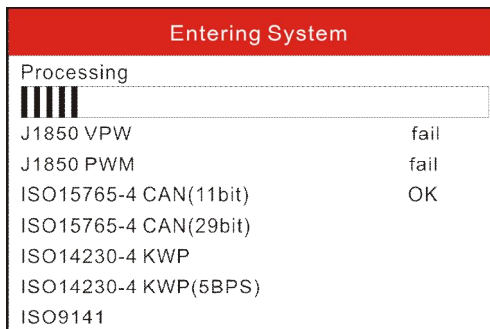 Entering System
Processing
J1850 VPW fail
J1850 PWM fail
ISO15765-4 CAN(11bit) OK
ISO15765-4 CAN(29bit)
ISO14230-4 KWP
ISO14230-4 KWP(5BPS)
ISO9141